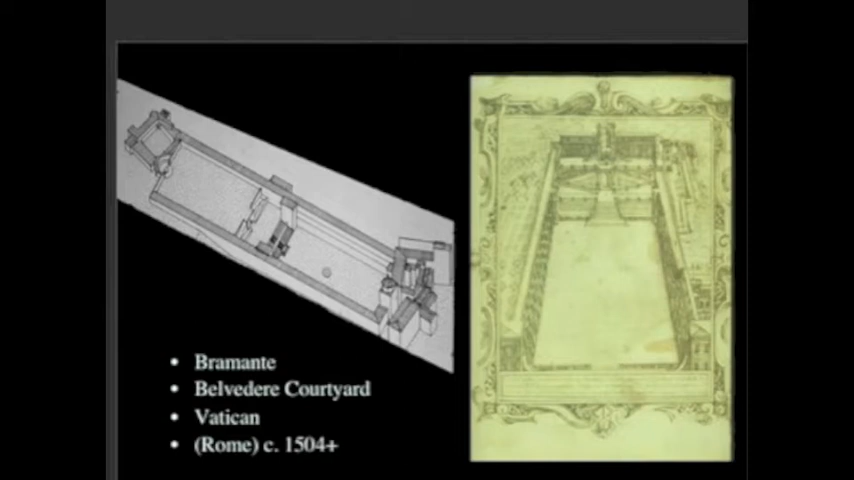 • Bramante
• Belvedere Courtyard
• Vatican
• (Rome) c. 1504+